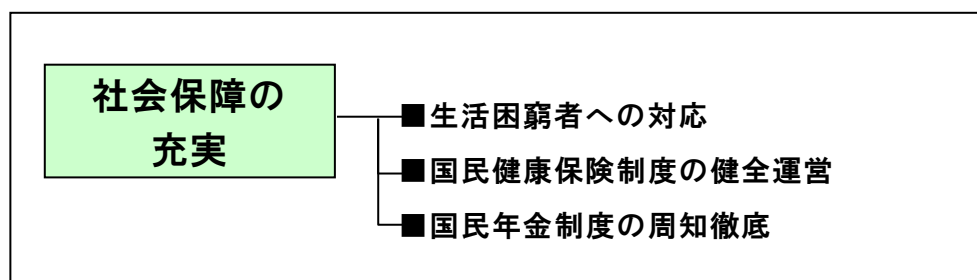 社会保障の
充実
■生活困窮者への対応
■国民健康保険制度の健全運営
■国民年金制度の周知徹底